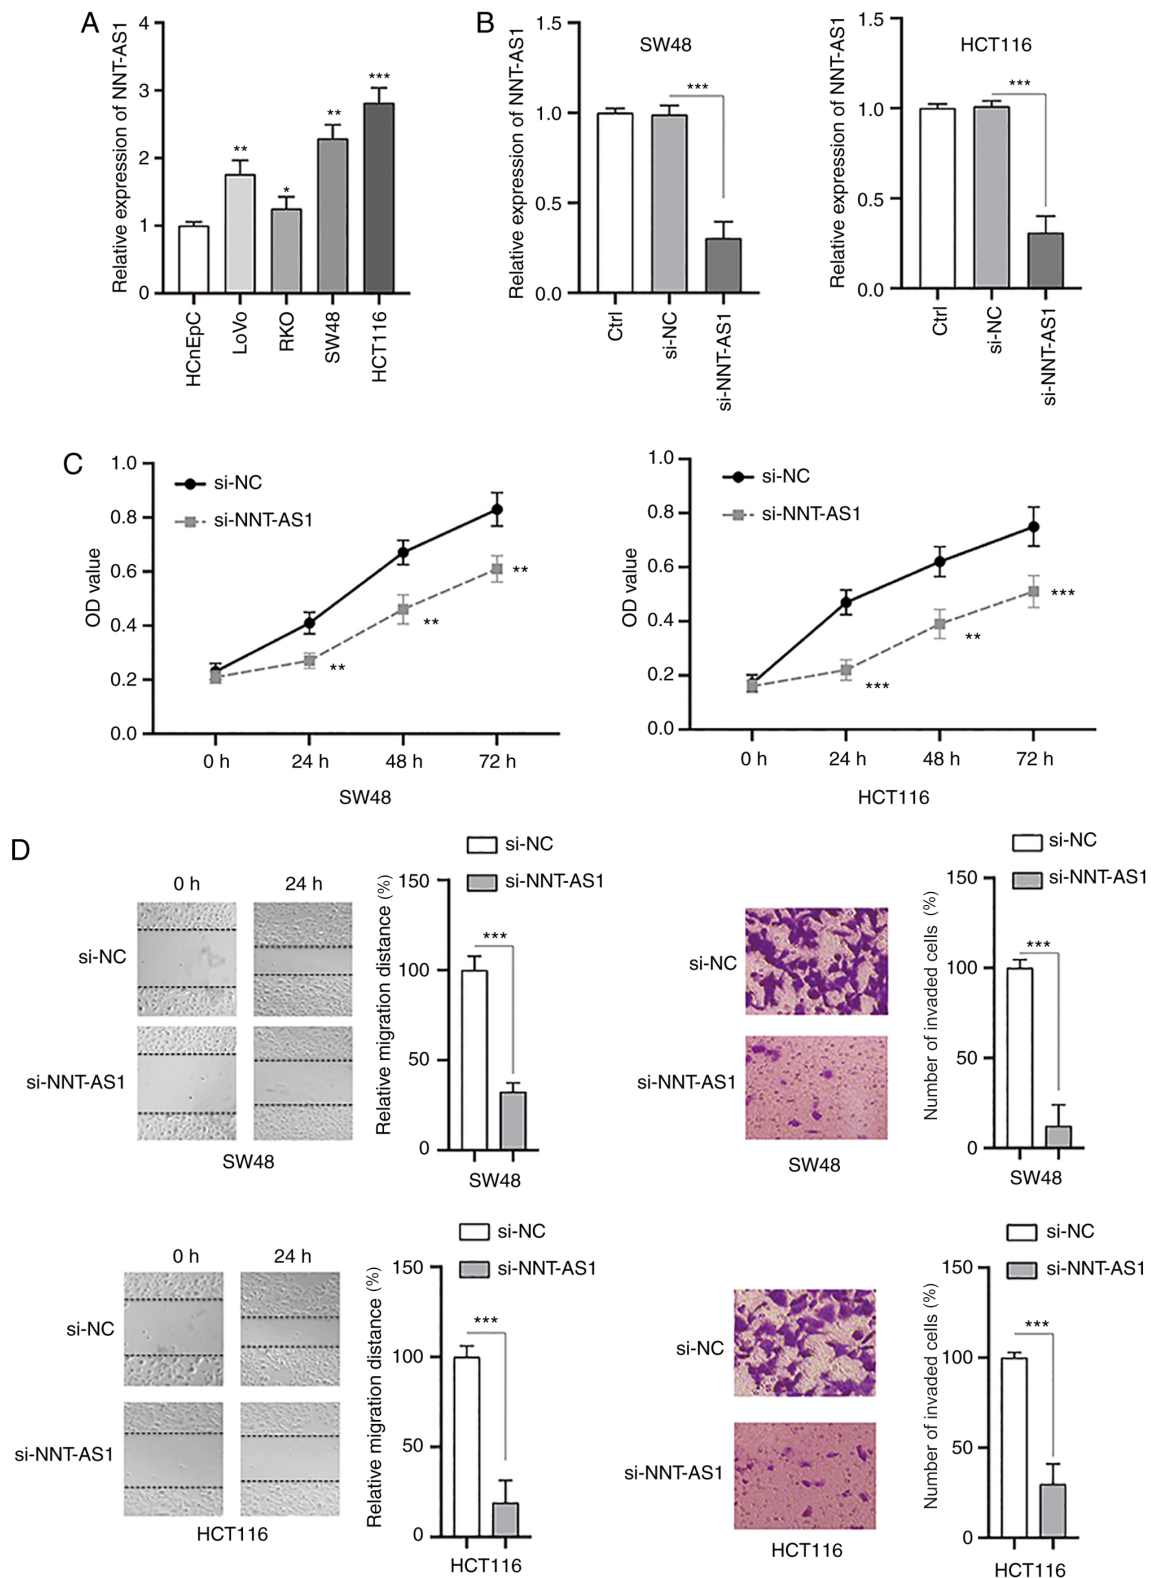 A
Relative expression of NNT-AS1
4
3
2
1
0
**
*
**
***
HCnEpC
LoVo
RKO
SW48
HCT116
B
Relative expression of NNT-AS1
1.5
1.0
0.5
0.0
SW48
***
Ctrl
si-NC
si-NNT-AS1
Relative expression of NNT-AS1
1.5
1.0
0.5
0.0
HCT116
***
Ctrl
si-NC
si-NNT-AS1
C
OD value
1.0
0.8
0.6
0.4
0.2
0.0
si-NC
si-NNT-AS1
**
**
**
0 h
24 h
48 h
72 h
SW48
OD value
1.0
0.8
0.6
0.4
0.2
0.0
si-NC
si-NNT-AS1
***
**
***
0 h
24 h
48 h
72 h
HCT116
D
0 h
24 h
si-NC
si-NNT-AS1
SW48
si-NC
si-NNT-AS1
Relative migration distance (%)
150
100
50
0
***
SW48
si-NC
si-NNT-AS1
SW48
si-NC
si-NNT-AS1
Number of invaded cells (%)
150
100
50
0
***
SW48
0 h
24 h
si-NC
si-NNT-AS1
HCT116
si-NC
si-NNT-AS1
Relative migration distance (%)
150
100
50
0
***
HCT116
si-NC
si-NNT-AS1
HCT116
si-NC
si-NNT-AS1
Number of invaded cells (%)
150
100
50
0
***
HCT116